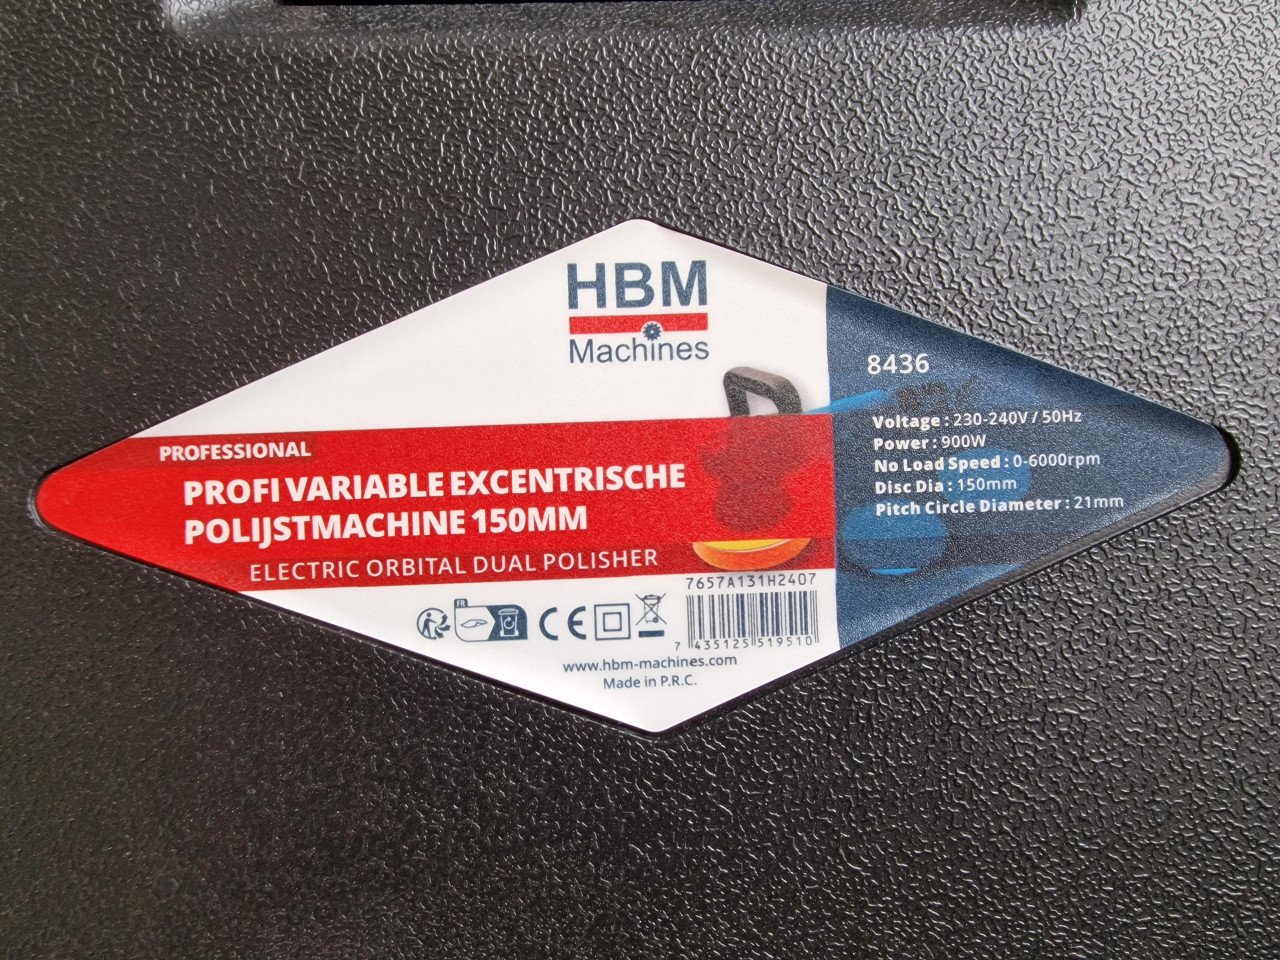 HBM
Machines
8436
Voltage : 230-240V / 50Hz
Power : 900W
No Load Speed : 0-6000rpm
Disc Dia : 150mm
Pitch Circle Diameter : 21mm
PROFESSIONAL
PROFI VARIABLE EXCENTRISCHE
POLIJSTMACHINE 150MM
ELECTRIC ORBITAL DUAL POLISHER
7657A131H2407
FR
CE
7 435125 519510
www.hbm-machines.com
Made in P.R.C.